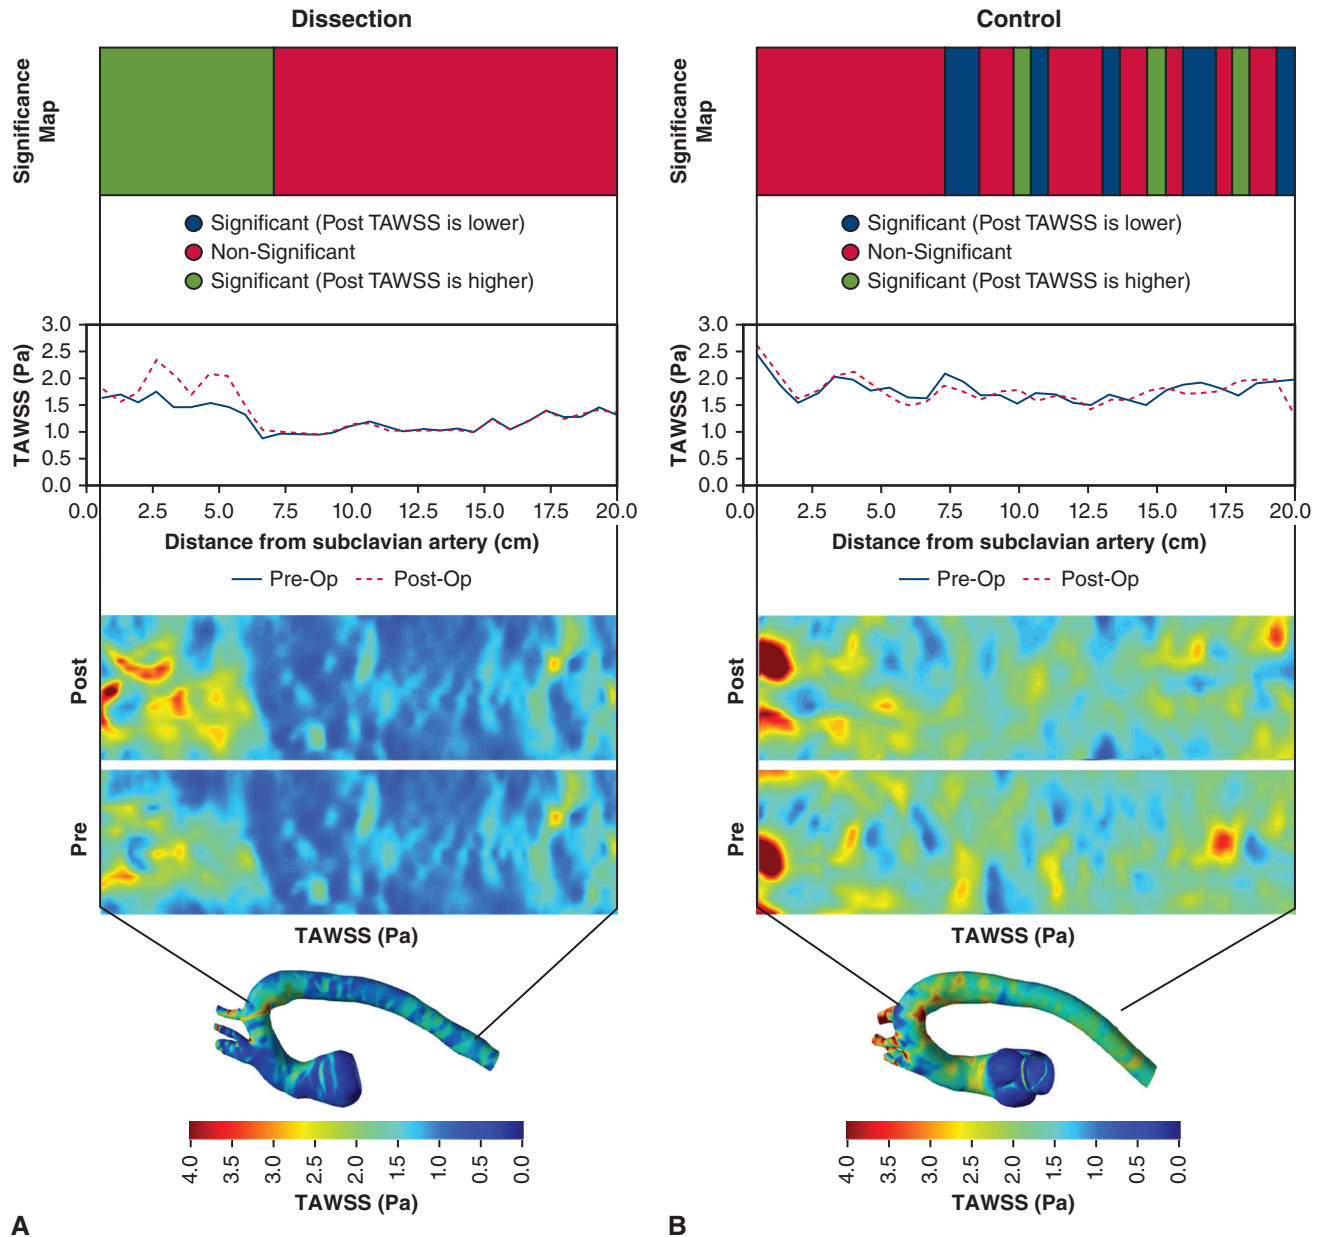 Dissection
Significance
Map
Significant (Post TAWSS is lower)
Non-Significant
Significant (Post TAWSS is higher)
TAWSS (Pa)
3.0
2.5
2.0
1.5
1.0
0.5
0.0
0.0 2.5 5.0 7.5 10.0 12.5 15.0 17.5 20.0
Distance from subclavian artery (cm)
Pre-Op Post-Op
Post
Pre
TAWSS (Pa)
4.0 3.5 3.0 2.5 2.0 1.5 1.0 0.5 0.0
TAWSS (Pa)
A
Control
Significance
Map
Significant (Post TAWSS is lower)
Non-Significant
Significant (Post TAWSS is higher)
TAWSS (Pa)
3.0
2.5
2.0
1.5
1.0
0.5
0.0
0.0 2.5 5.0 7.5 10.0 12.5 15.0 17.5 20.0
Distance from subclavian artery (cm)
Pre-Op Post-Op
Post
Pre
TAWSS (Pa)
4.0 3.5 3.0 2.5 2.0 1.5 1.0 0.5 0.0
TAWSS (Pa)
B